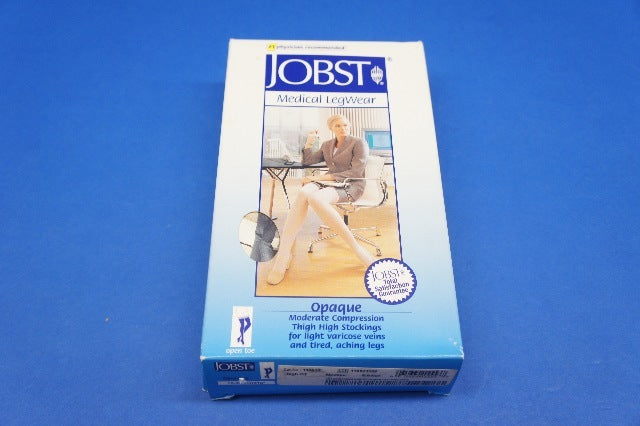 #1 physician recommended
JOBST®
Medical LegWear
JOBST®
Total
Satisfaction
Guarantee
Opaque
Moderate Compression
Thigh High Stockings
for light varicose veins
and tired, aching legs
open toe
JOBST